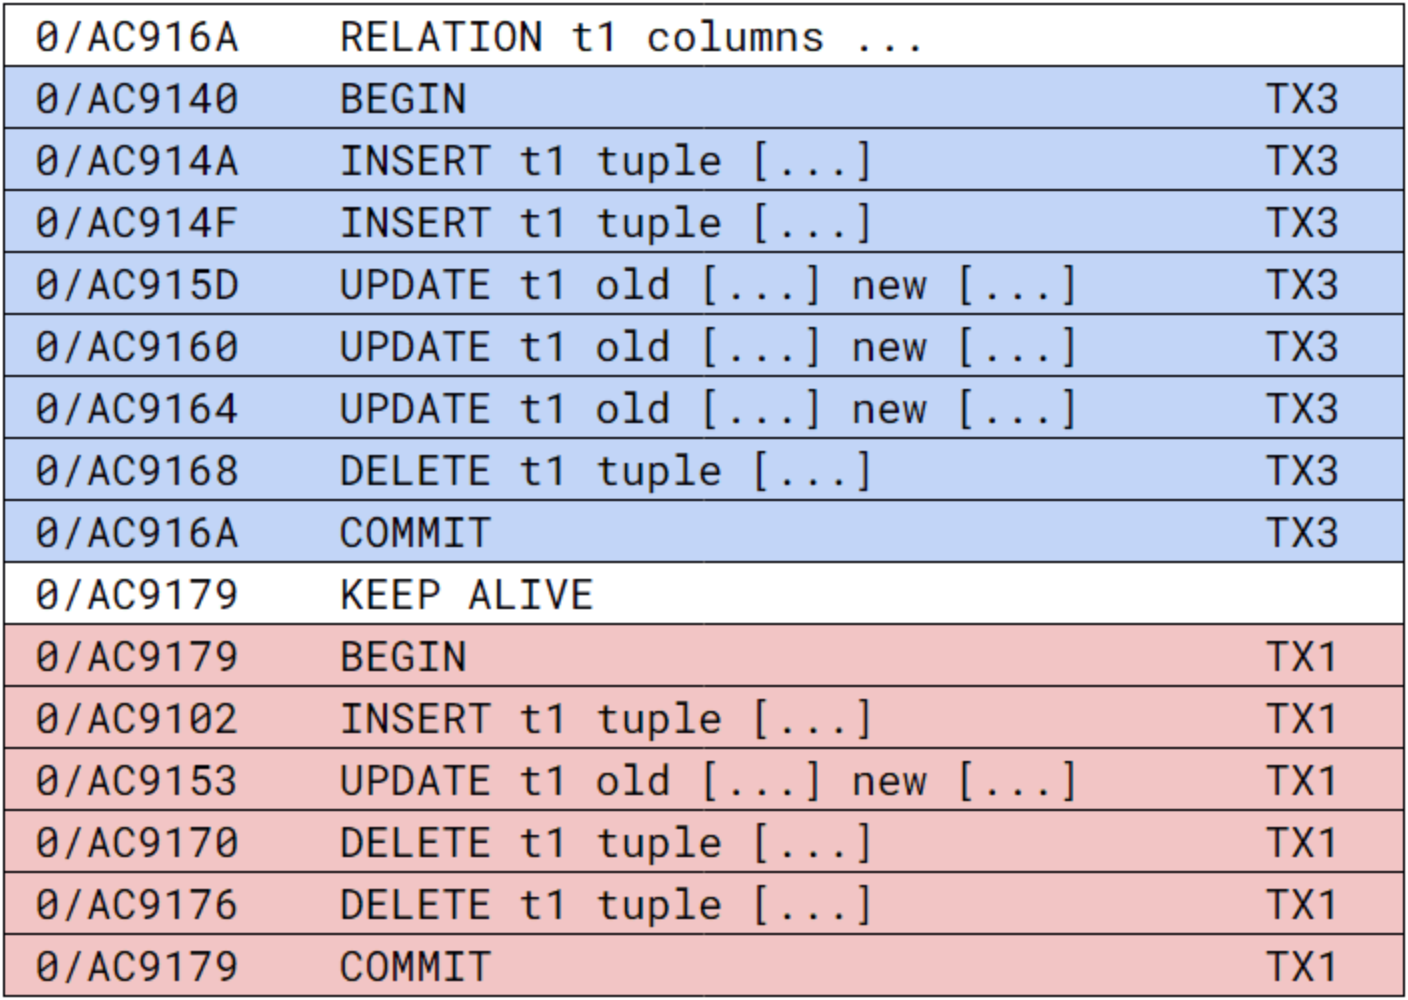 0/AC916A RELATION t1 columns ...
0/AC9140 BEGIN TX3
0/AC914A INSERT t1 tuple [...] TX3
0/AC914F INSERT t1 tuple [...] TX3
0/AC915D UPDATE t1 old [...] new [...] TX3
0/AC9160 UPDATE t1 old [...] new [...] TX3
0/AC9164 UPDATE t1 old [...] new [...] TX3
0/AC9168 DELETE t1 tuple [...] TX3
0/AC916A COMMIT TX3
0/AC9179 KEEP ALIVE
0/AC9179 BEGIN TX1
0/AC9102 INSERT t1 tuple [...] TX1
0/AC9153 UPDATE t1 old [...] new [...] TX1
0/AC9170 DELETE t1 tuple [...] TX1
0/AC9176 DELETE t1 tuple [...] TX1
0/AC9179 COMMIT TX1